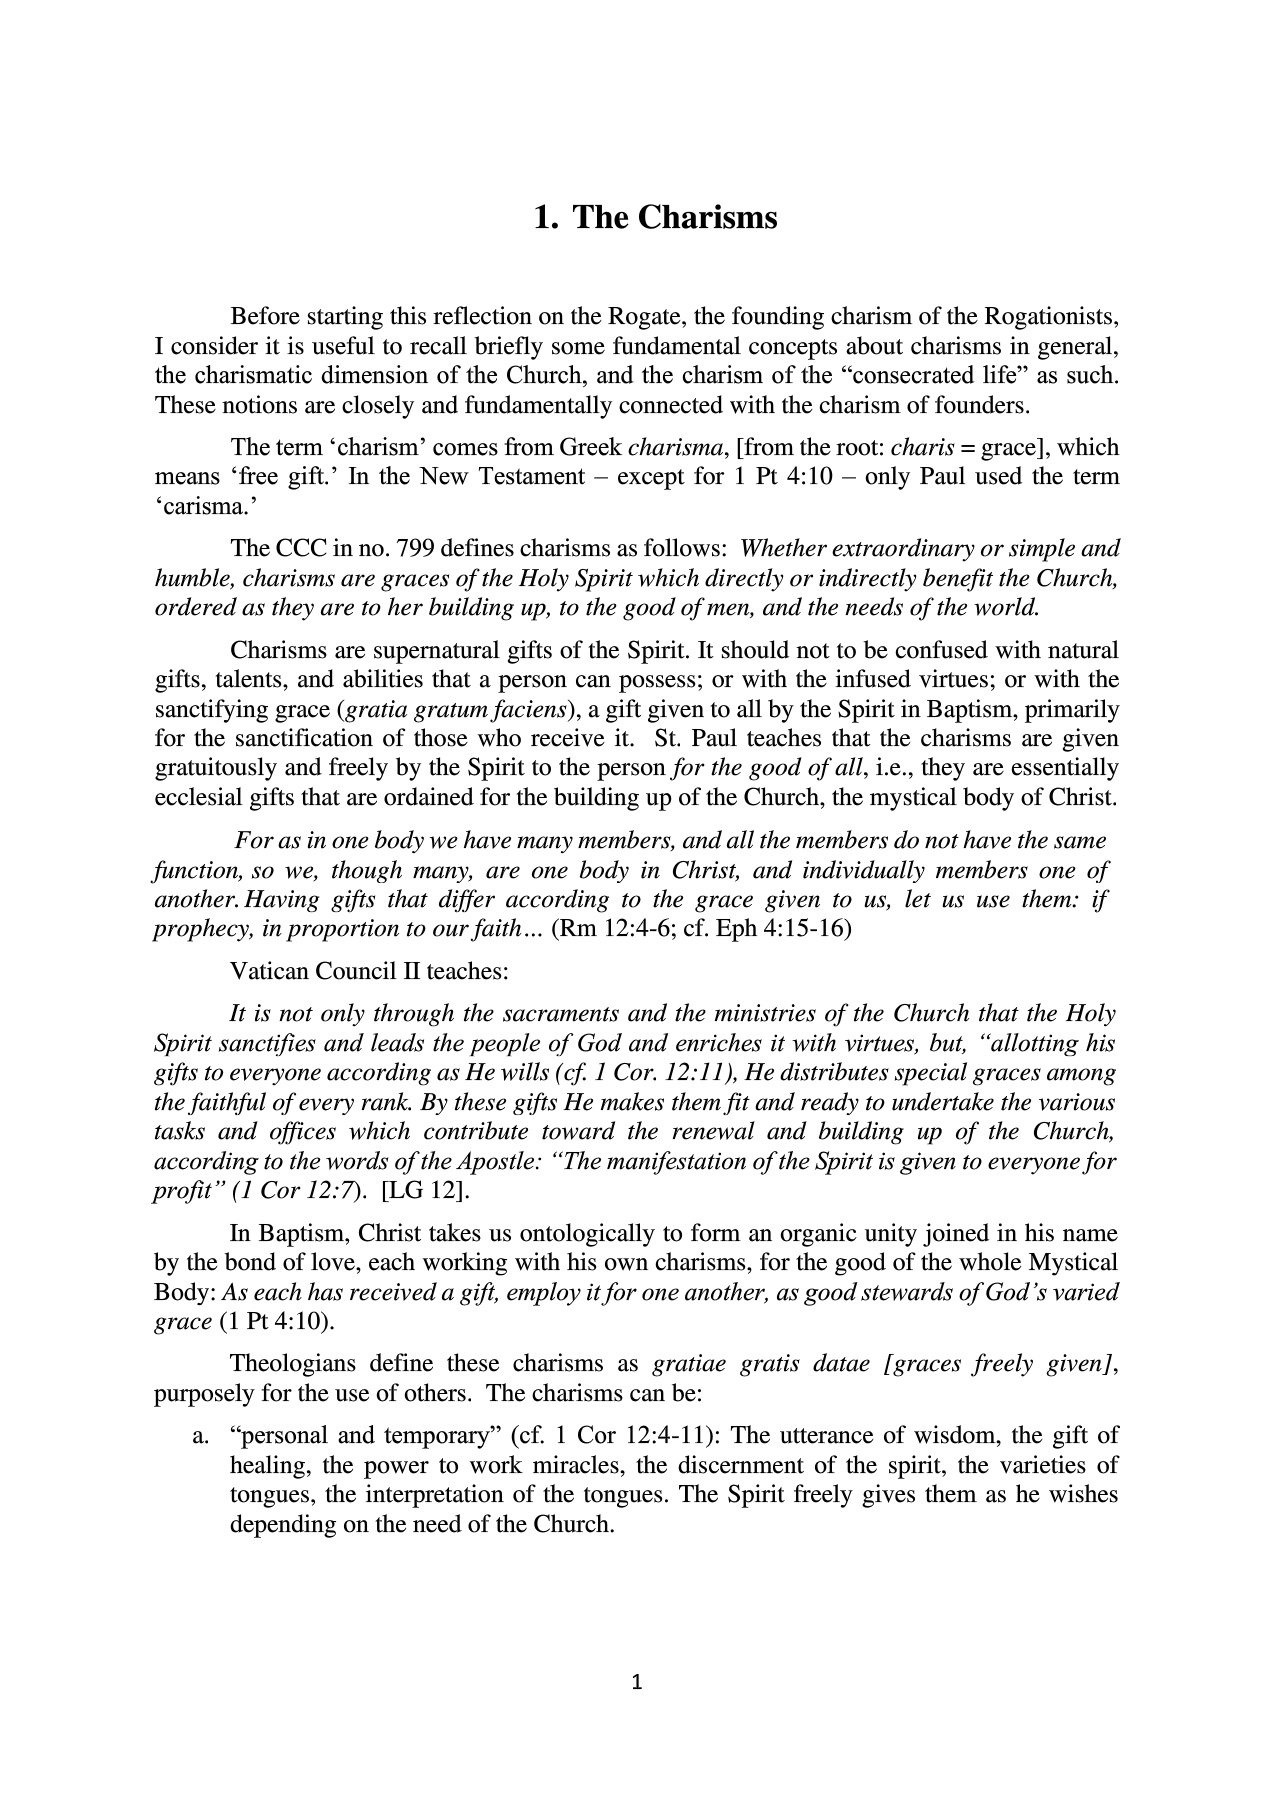 1. The Charisms
Before starting this reflection on the Rogate, the founding charism of the Rogationists,
I consider it is useful to recall briefly some fundamental concepts about charisms in general,
the charismatic dimension of the Church, and the charism of the “consecrated life” as such.
These notions are closely and fundamentally connected with the charism of founders.
The term ‘charism’ comes from Greek charisma, [from the root: charis = grace], which
means ‘free gift.’ In the New Testament – except for 1 Pt 4:10 – only Paul used the term
‘carisma.’
The CCC in no. 799 defines charisms as follows: Whether extraordinary or simple and
humble, charisms are graces of the Holy Spirit which directly or indirectly benefit the Church,
ordered as they are to her building up, to the good of men, and the needs of the world.
Charisms are supernatural gifts of the Spirit. It should not to be confused with natural
gifts, talents, and abilities that a person can possess; or with the infused virtues; or with the
sanctifying grace (gratia gratum faciens), a gift given to all by the Spirit in Baptism, primarily
for the sanctification of those who receive it. St. Paul teaches that the charisms are given
gratuitously and freely by the Spirit to the person for the good of all, i.e., they are essentially
ecclesial gifts that are ordained for the building up of the Church, the mystical body of Christ.
For as in one body we have many members, and all the members do not have the same
function, so we, though many, are one body in Christ, and individually members one of
another. Having gifts that differ according to the grace given to us, let us use them: if
prophecy, in proportion to our faith… (Rm 12:4-6; cf. Eph 4:15-16)
Vatican Council II teaches:
It is not only through the sacraments and the ministries of the Church that the Holy
Spirit sanctifies and leads the people of God and enriches it with virtues, but, “allotting his
gifts to everyone according as He wills (cf. 1 Cor. 12:11), He distributes special graces among
the faithful of every rank. By these gifts He makes them fit and ready to undertake the various
tasks and offices which contribute toward the renewal and building up of the Church,
according to the words of the Apostle: “The manifestation of the Spirit is given to everyone for
profit” (1 Cor 12:7). [LG 12].
In Baptism, Christ takes us ontologically to form an organic unity joined in his name
by the bond of love, each working with his own charisms, for the good of the whole Mystical
Body: As each has received a gift, employ it for one another, as good stewards of God’s varied
grace (1 Pt 4:10).
Theologians define these charisms as gratiae gratis datae [graces freely given],
purposely for the use of others. The charisms can be:
a. “personal and temporary” (cf. 1 Cor 12:4-11): The utterance of wisdom, the gift of
healing, the power to work miracles, the discernment of the spirit, the varieties of
tongues, the interpretation of the tongues. The Spirit freely gives them as he wishes
depending on the need of the Church.
1